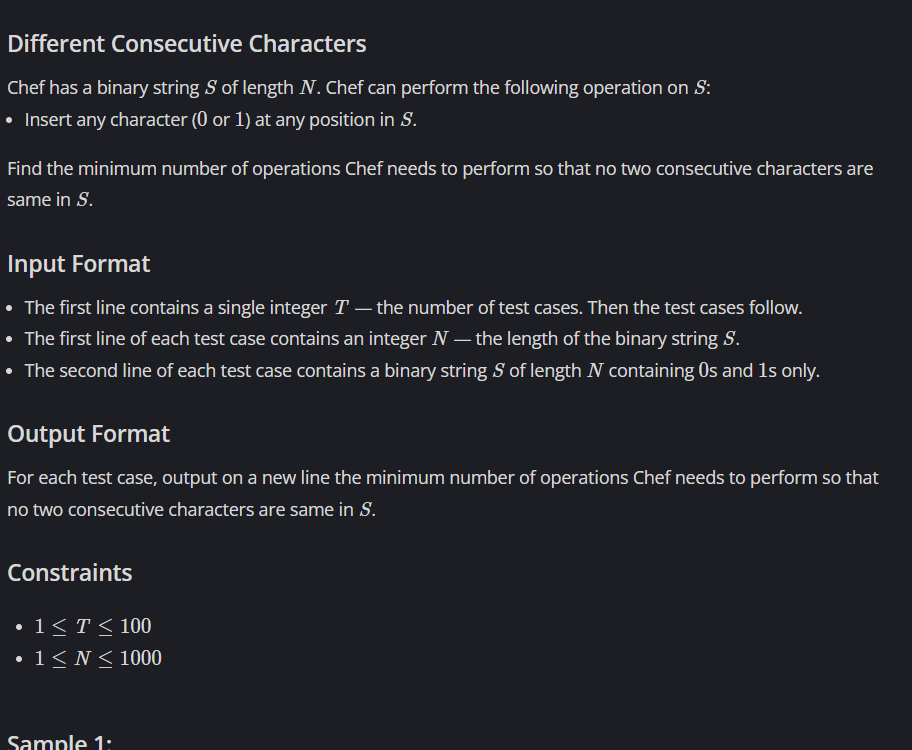 Different Consecutive Characters
Chef has a binary string S of length N. Chef can perform the following operation on S:
• Insert any character (0 or 1) at any position in S.
Find the minimum number of operations Chef needs to perform so that no two consecutive characters are
same in S.
Input Format
• The first line contains a single integer T — the number of test cases. Then the test cases follow.
• The first line of each test case contains an integer N — the length of the binary string S.
• The second line of each test case contains a binary string S of length N containing 0s and 1s only.
Output Format
For each test case, output on a new line the minimum number of operations Chef needs to perform so that
no two consecutive characters are same in S.
Constraints
• 1 ≤ T ≤ 100
• 1 ≤ N ≤ 1000
Sample 1: